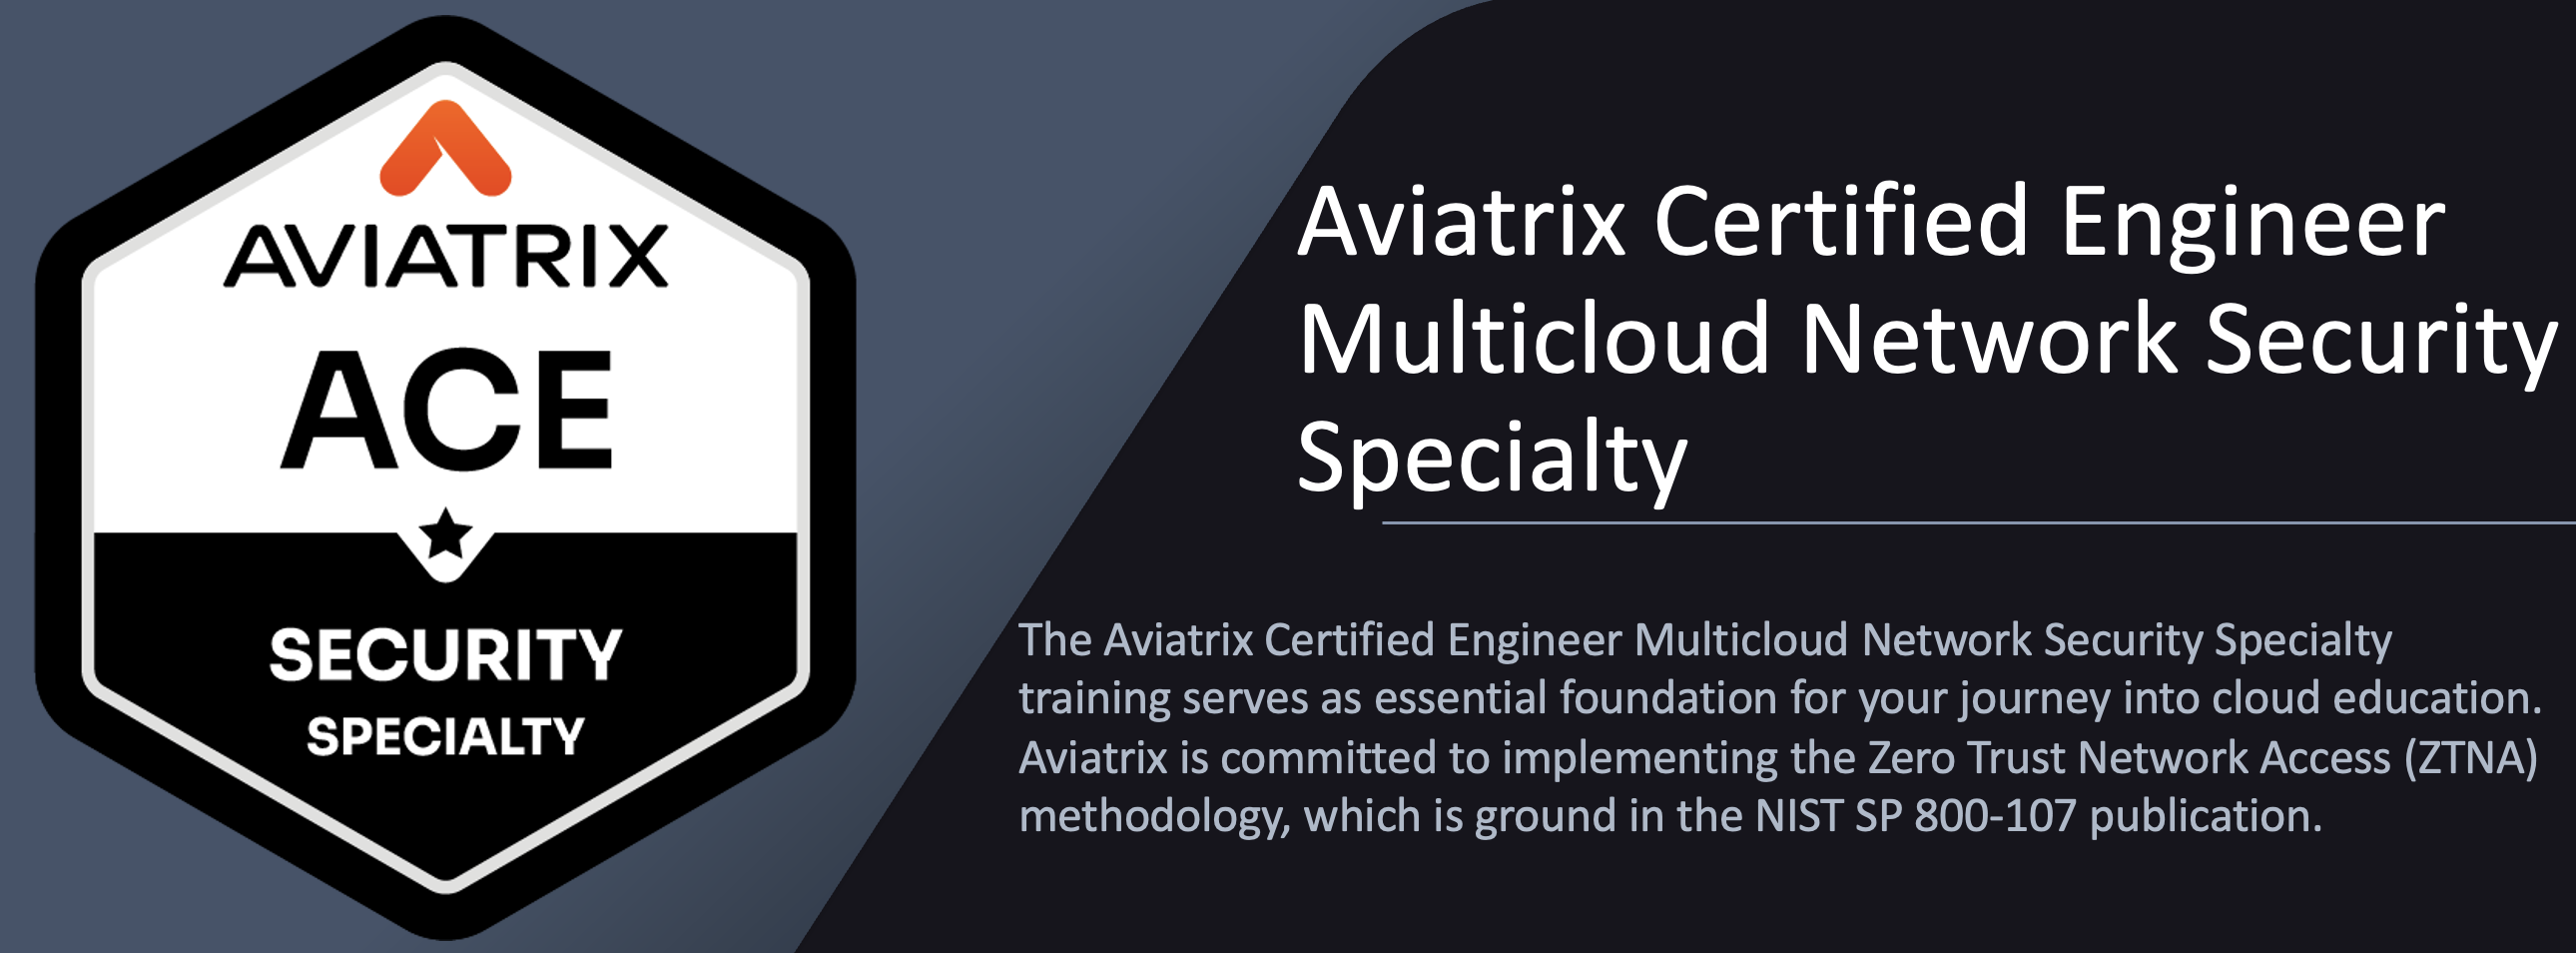 AVIATRIX
ACE
SECURITY
SPECIALTY
Aviatrix Certified Engineer
Multicloud Network Security
Specialty
The Aviatrix Certified Engineer Multicloud Network Security Specialty
training serves as essential foundation for your journey into cloud education.
Aviatrix is committed to implementing the Zero Trust Network Access (ZTNA)
methodology, which is ground in the NIST SP 800-107 publication.